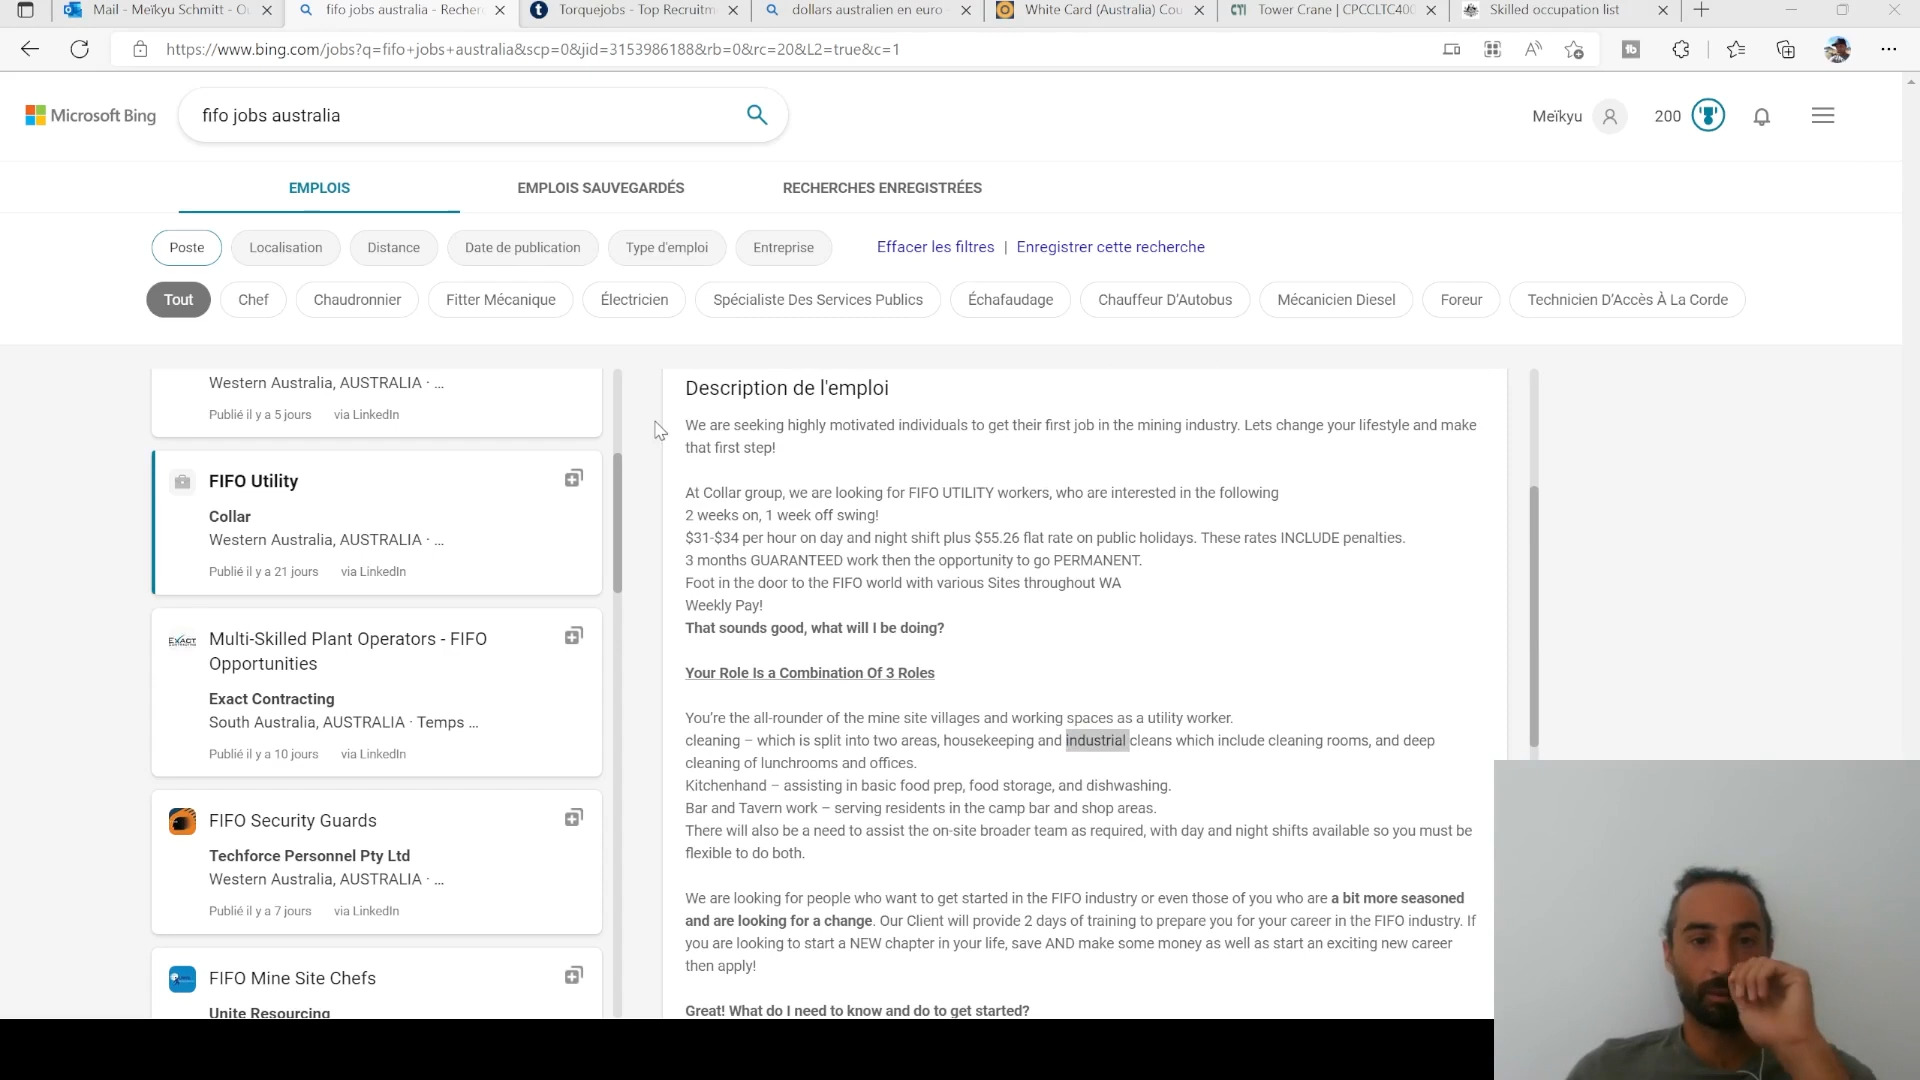 Mail - Meïkyu Schmitt - Ou
fifo jobs australia - Recher
Torquejobs - Top Recruitm
dollars australien en euro -
White Card (Australia) Cou
Tower Crane | CPCCLTC400
Skilled occupation list
https://www.bing.com/jobs?q=fifo+jobs+australia&scp=0&jid=3153986188&rb=0&rc=20&L2=true&c=1
Microsoft Bing
fifo jobs australia
Meïkyu
200
EMPLOIS
EMPLOIS SAUVEGARDÉS
RECHERCHES ENREGISTRÉES
Poste
Localisation
Distance
Date de publication
Type d'emploi
Entreprise
Effacer les filtres | Enregistrer cette recherche
Tout
Chef
Chaudronnier
Fitter Mécanique
Électricien
Spécialiste Des Services Publics
Échafaudage
Chauffeur D'Autobus
Mécanicien Diesel
Foreur
Technicien D'Accès À La Corde
Western Australia, AUSTRALIA · ...
Publié il y a 5 jours via LinkedIn
FIFO Utility
Collar
Western Australia, AUSTRALIA · ...
Publié il y a 21 jours via LinkedIn
EXACT
Multi-Skilled Plant Operators - FIFO
Opportunities
Exact Contracting
South Australia, AUSTRALIA · Temps ...
Publié il y a 10 jours via LinkedIn
FIFO Security Guards
Techforce Personnel Pty Ltd
Western Australia, AUSTRALIA · ...
Publié il y a 7 jours via LinkedIn
FIFO Mine Site Chefs
Unite Resourcing
Description de l'emploi
We are seeking highly motivated individuals to get their first job in the mining industry. Lets change your lifestyle and make
that first step!
At Collar group, we are looking for FIFO UTILITY workers, who are interested in the following
2 weeks on, 1 week off swing!
$31-$34 per hour on day and night shift plus $55.26 flat rate on public holidays. These rates INCLUDE penalties.
3 months GUARANTEED work then the opportunity to go PERMANENT.
Foot in the door to the FIFO world with various Sites throughout WA
Weekly Pay!
That sounds good, what will I be doing?
Your Role Is a Combination Of 3 Roles
You're the all-rounder of the mine site villages and working spaces as a utility worker.
cleaning – which is split into two areas, housekeeping and industrial cleans which include cleaning rooms, and deep
cleaning of lunchrooms and offices.
Kitchenhand – assisting in basic food prep, food storage, and dishwashing.
Bar and Tavern work – serving residents in the camp bar and shop areas.
There will also be a need to assist the on-site broader team as required, with day and night shifts available so you must be
flexible to do both.
We are looking for people who want to get started in the FIFO industry or even those of you who are a bit more seasoned
and are looking for a change. Our Client will provide 2 days of training to prepare you for your career in the FIFO industry. If
you are looking to start a NEW chapter in your life, save AND make some money as well as start an exciting new career
then apply!
Great! What do I need to know and do to get started?